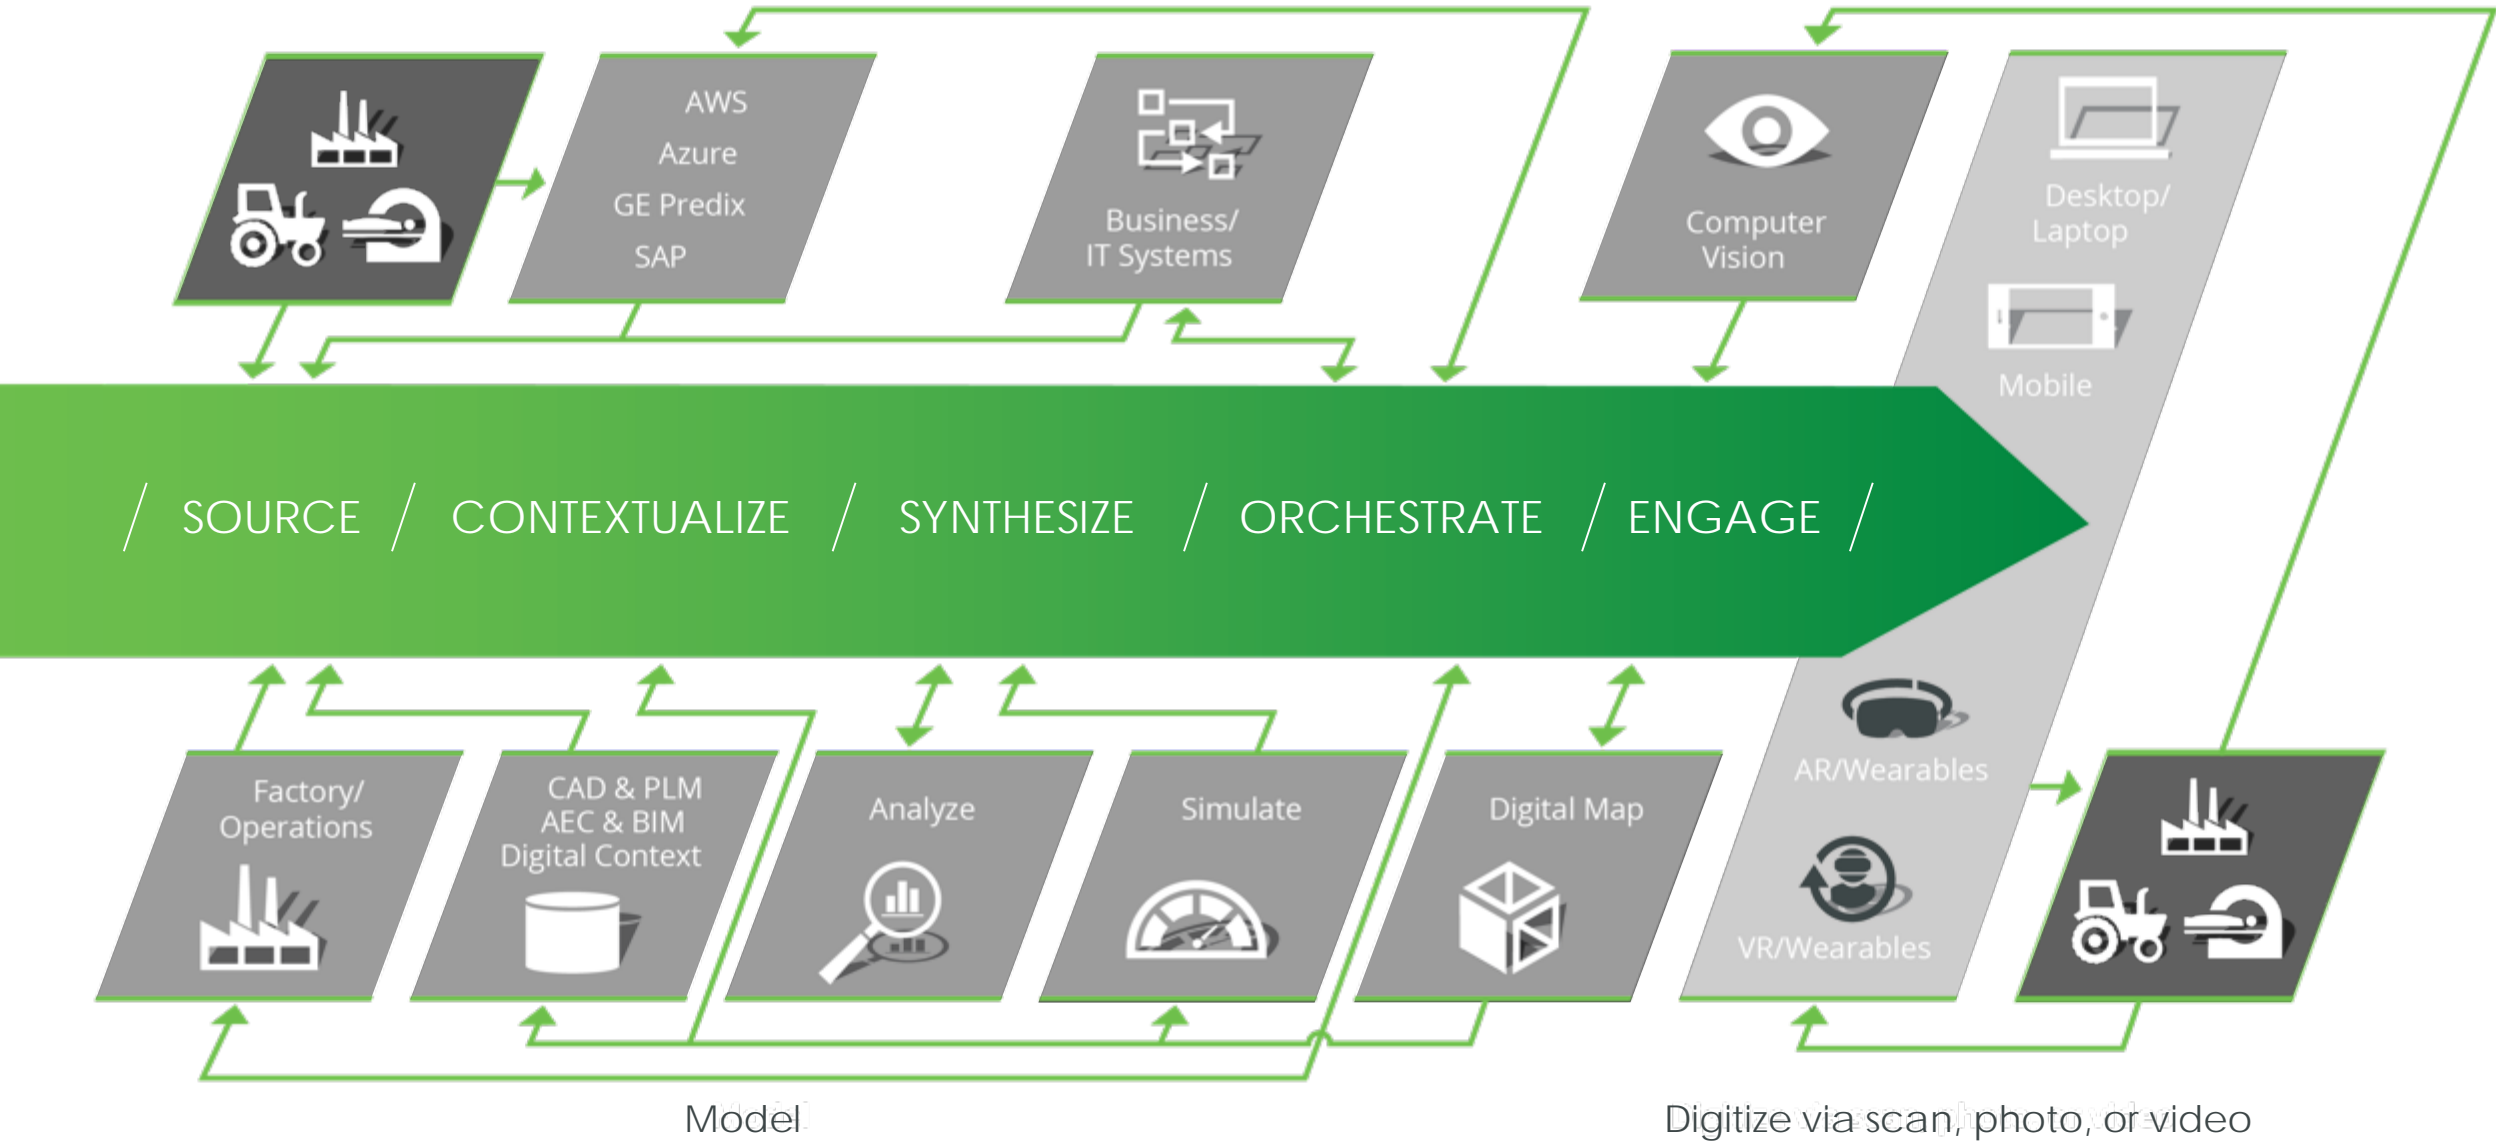 AWS
Azure
GE Predix
SAP
Business/
IT Systems
Computer
Vision
Desktop/
Laptop
Mobile
/ SOURCE / CONTEXTUALIZE / SYNTHESIZE / ORCHESTRATE / ENGAGE /
Factory/
Operations
CAD & PLM
AEC & BIM
Digital Context
Analyze
Simulate
Digital Map
AR/Wearables
VR/Wearables
Model
Digitize via scan, photo, or video